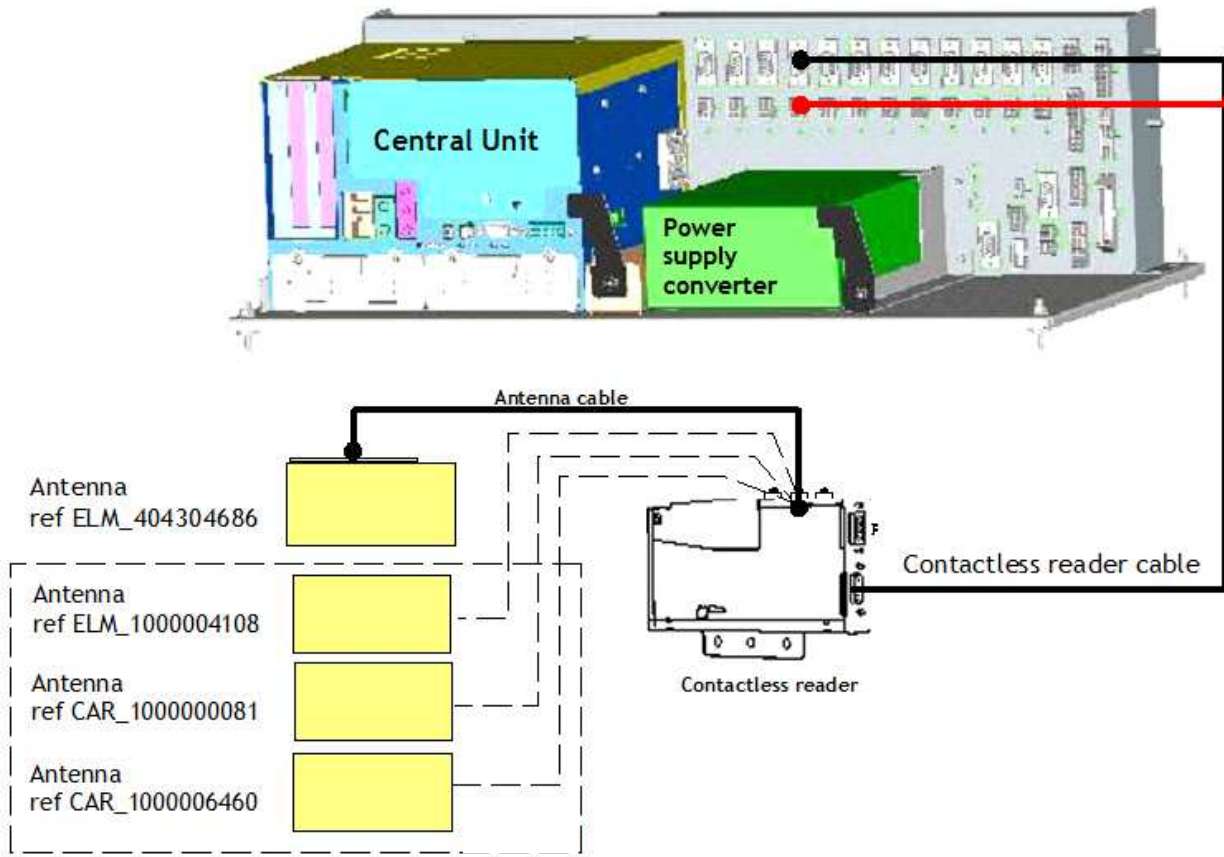 Central Unit
Power
supply
converter
Antenna cable
Antenna
ref ELM_404304686
Antenna
ref ELM_1000004108
Antenna
ref CAR_1000000081
Antenna
ref CAR_1000006460
Contactless reader cable
Contactless reader